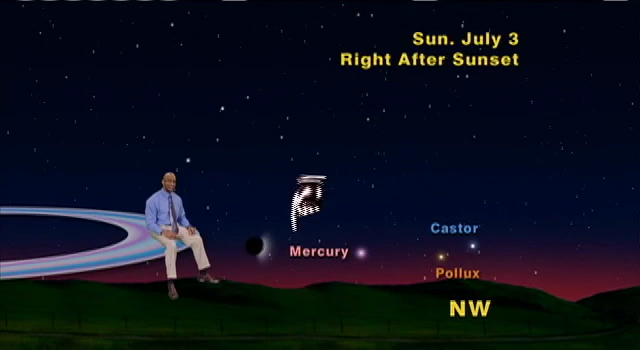 Sun. July 3
Right After Sunset
Castor
Mercury
Pollux
NW